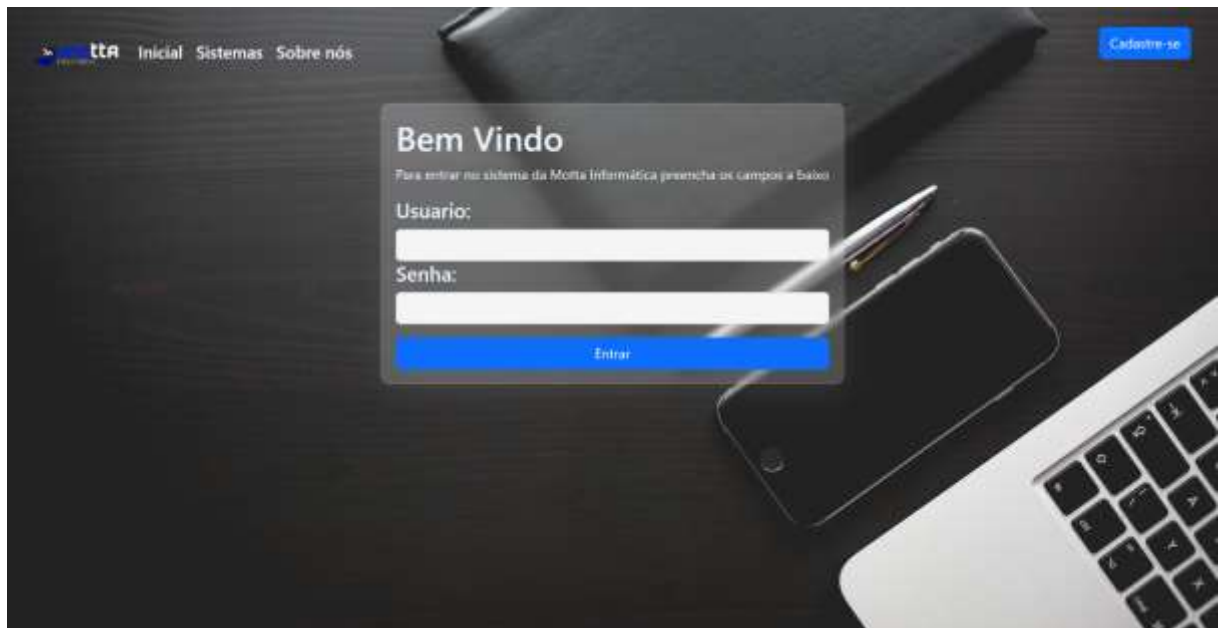 ttA Inicial Sistemas Sobre nós
Cadastre-se
Bem Vindo
Para entrar no sistema da Motta Informática preencha os campos a baixo
Usuario:
Senha:
Entrar